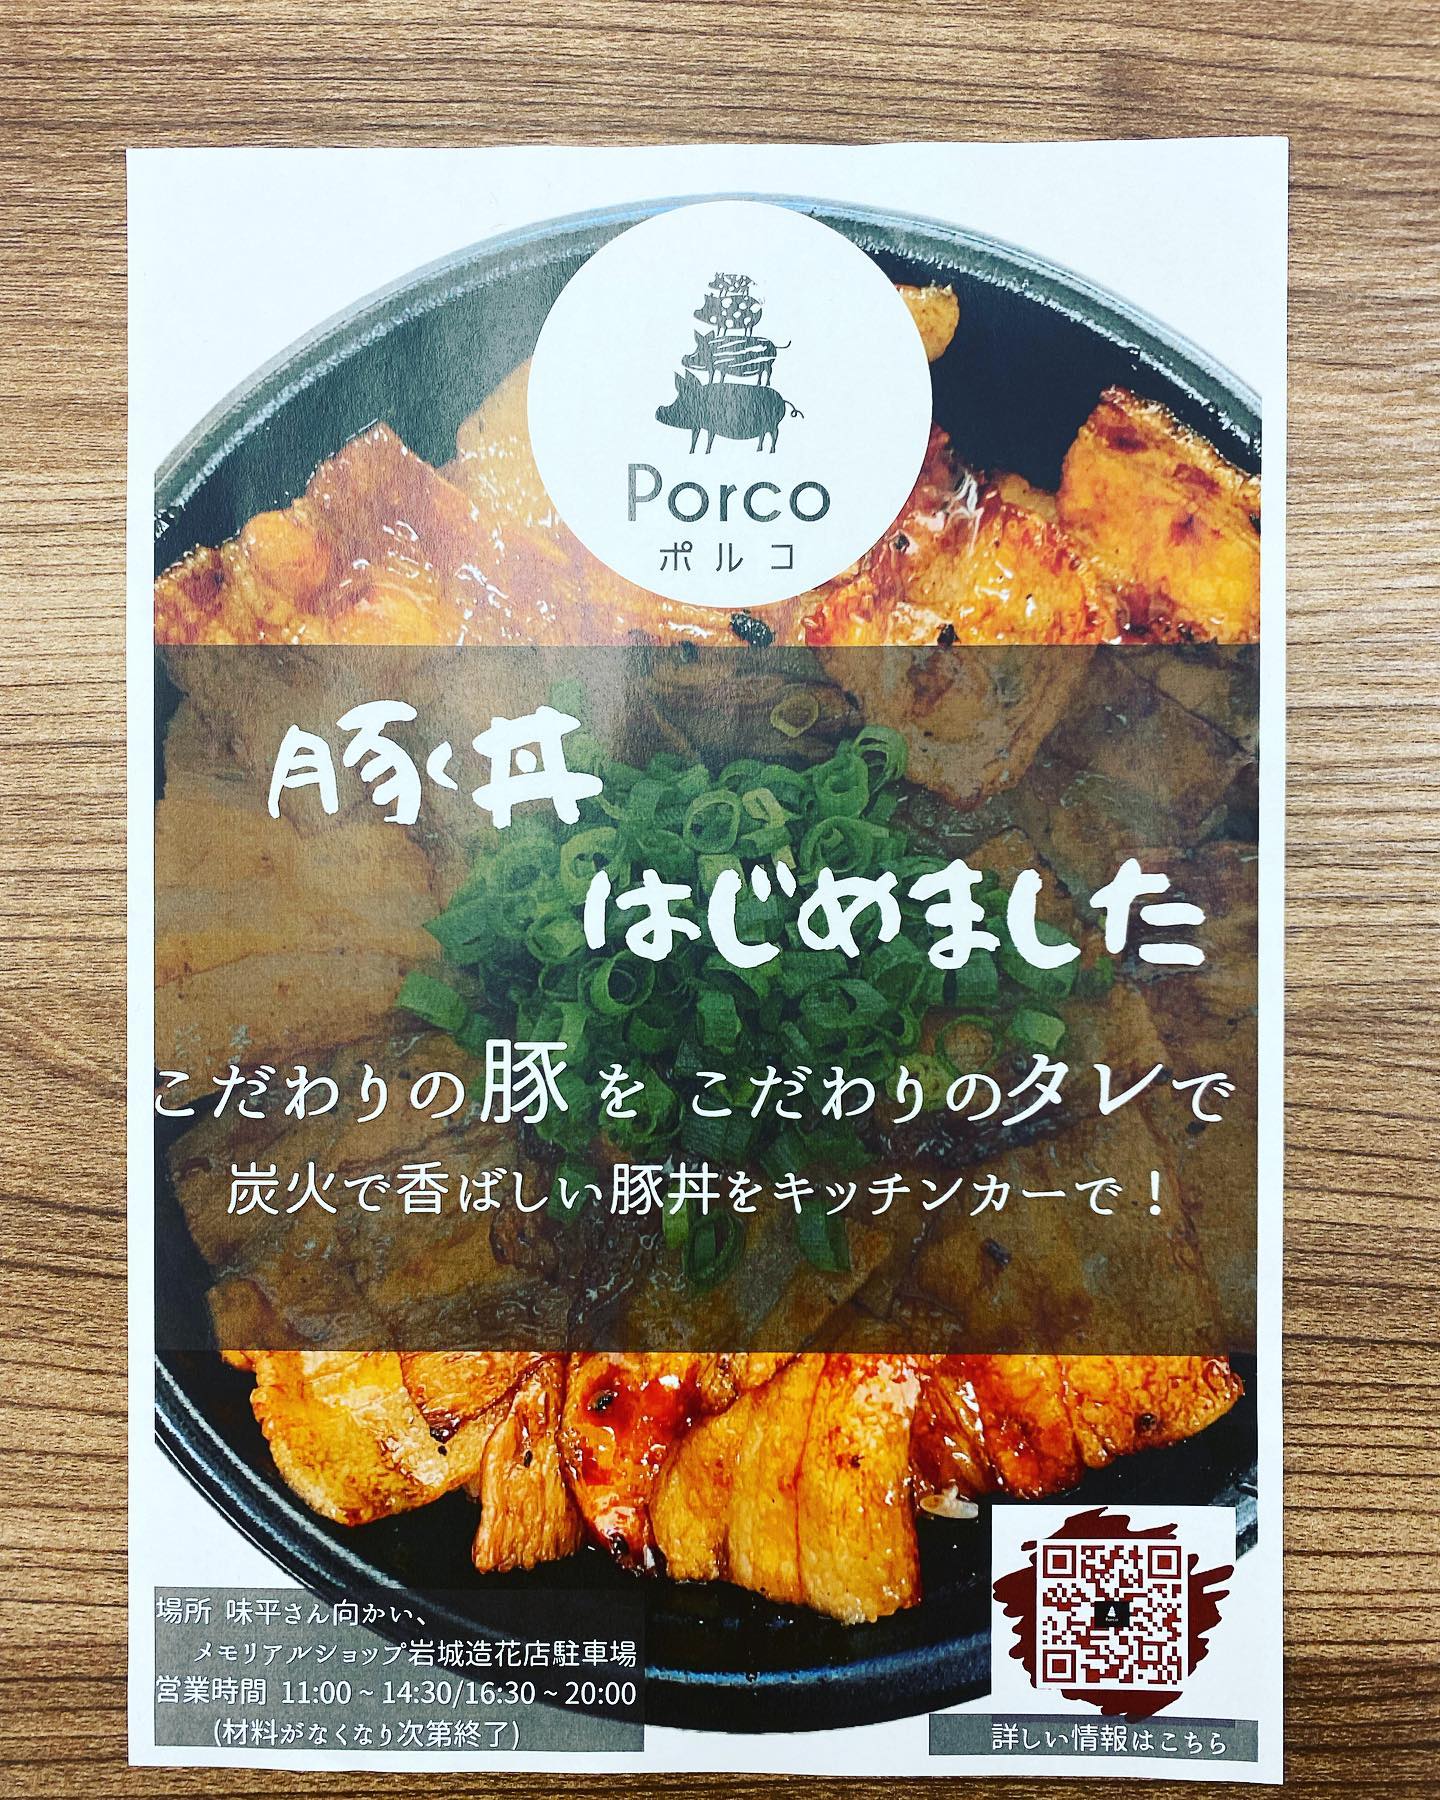 Porco
ポルコ
豚く丼
はじめました
こだわりの豚を こだわりのタレで
炭火で香ばしい豚丼をキッチンカーで！
場所 味平さん向かい、
メモリアルショップ岩城造花店駐車場
営業時間 11:00 ~ 14:30/16:30 ~ 20:00
(材料がなくなり次第終了)
詳しい情報はこちら